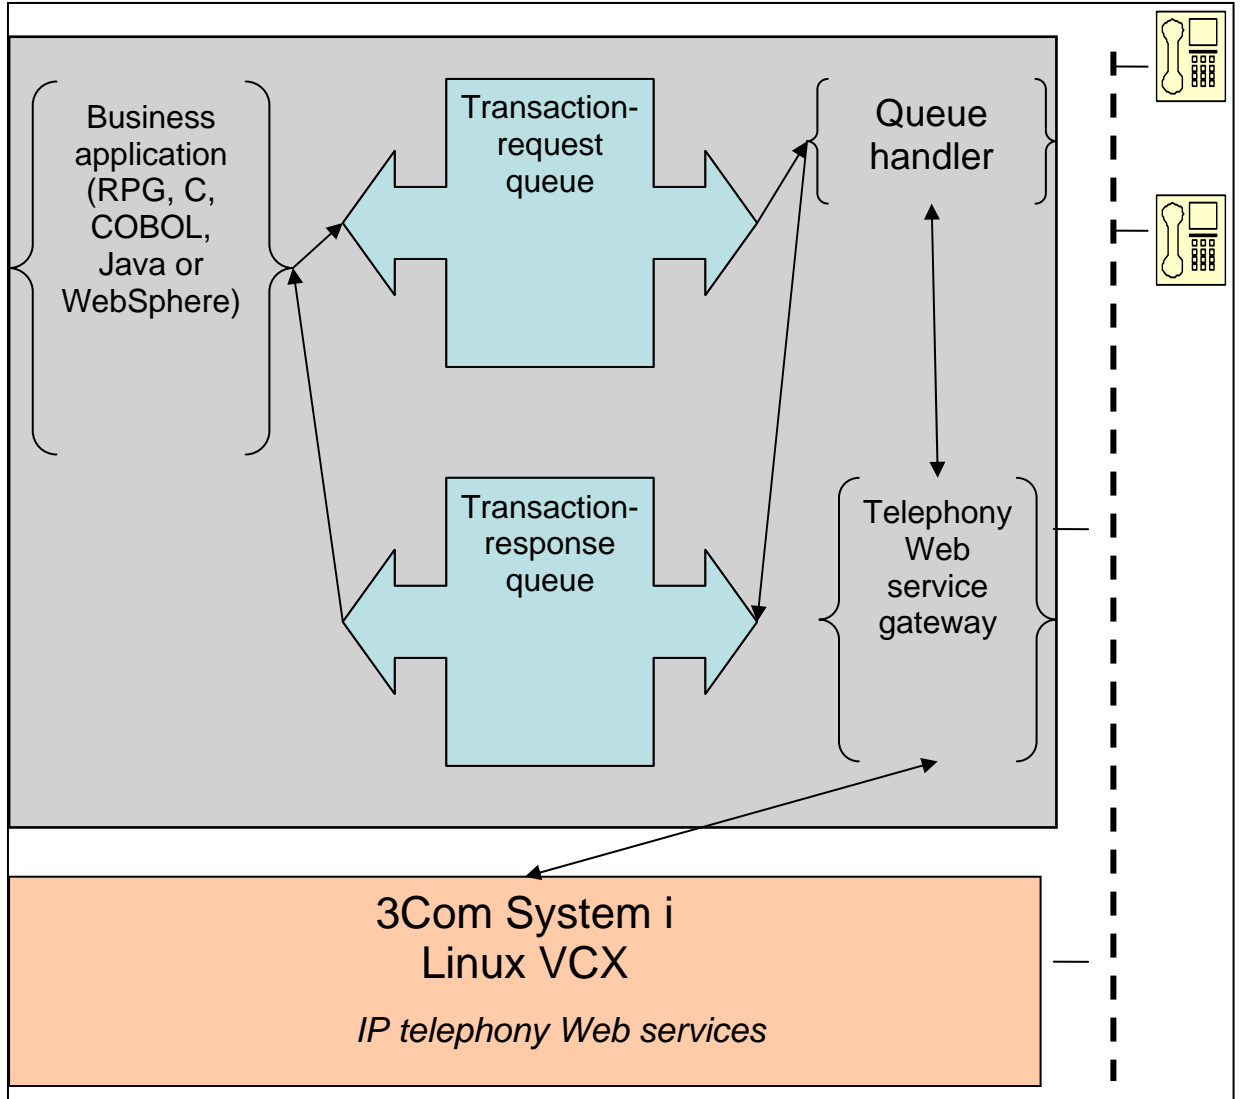 Business
application
(RPG, C,
COBOL,
Java or
WebSphere)
Transaction-
request
queue
Queue
handler
Transaction-
response
queue
Telephony
Web
service
gateway
3Com System i
Linux VCX
IP telephony Web services